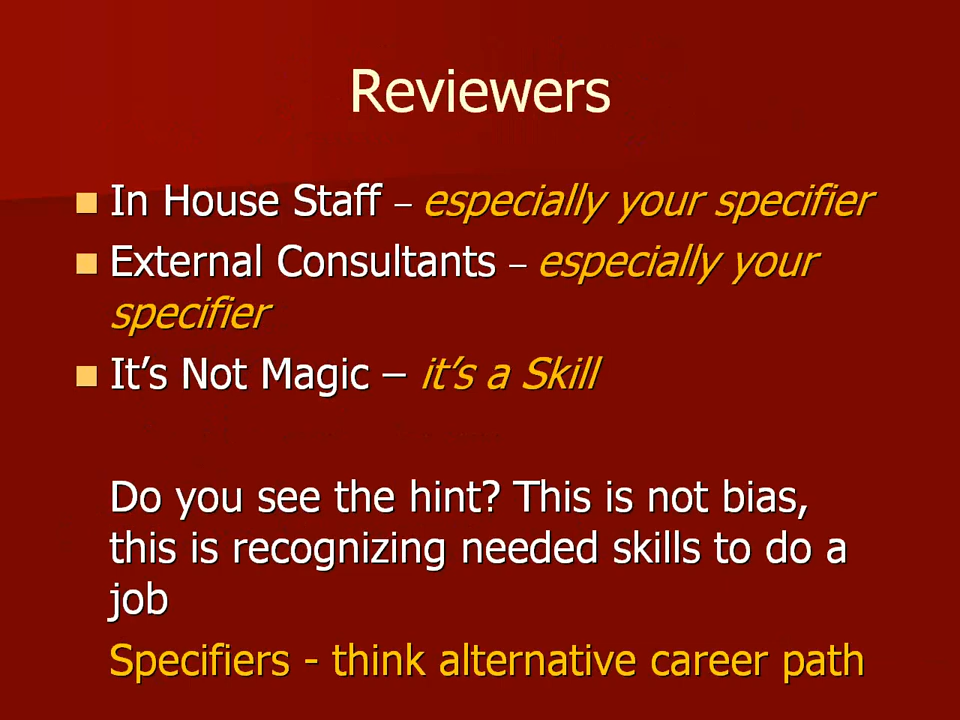 Reviewers
In House Staff – especially your specifier
External Consultants – especially your
specifier
It’s Not Magic – it’s a Skill
Do you see the hint? This is not bias,
this is recognizing needed skills to do a
job
Specifiers - think alternative career path